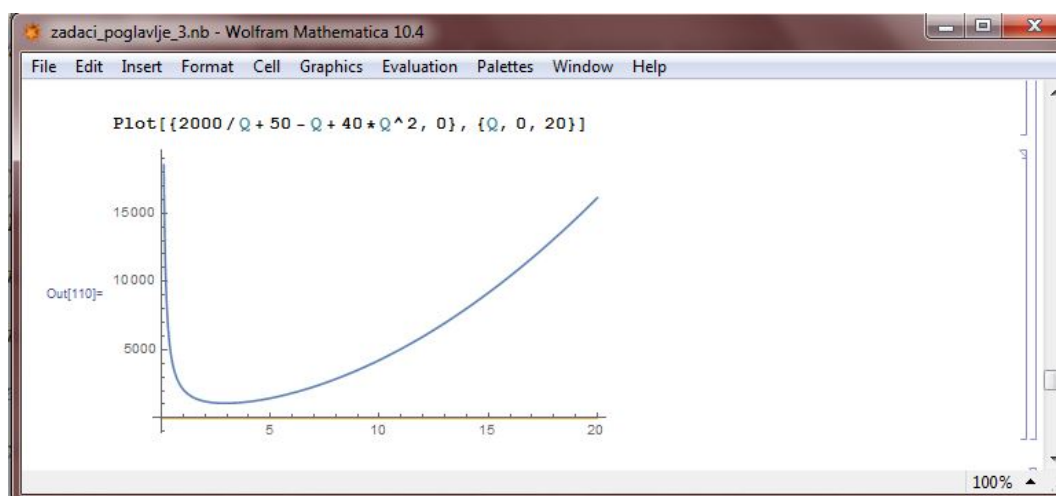 zadaci_poglavlje_3.nb - Wolfram Mathematica 10.4
File Edit Insert Format Cell Graphics Evaluation Palettes Window Help
Plot[{2000/Q+50-Q+40*Q^2, 0}, {Q, 0, 20}]
15000
10000
Out[110]=
5000
5 10 15 20
100%